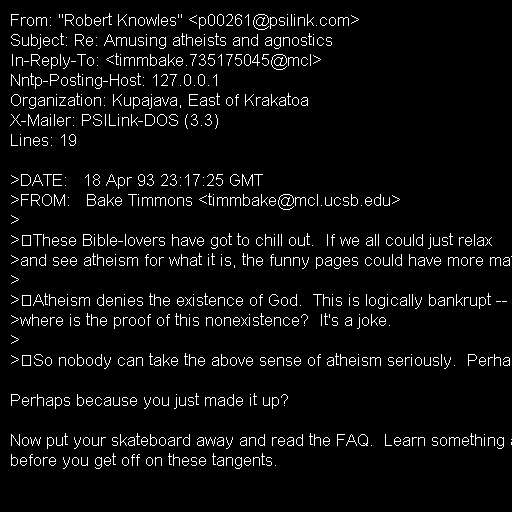 From: "Robert Knowles" <p00261@psilink.com>
Subject: Re: Amusing atheists and agnostics
In-Reply-To: <timmbake.735175045@mcl>
Nntp-Posting-Host: 127.0.0.1
Organization: Kupajava, East of Krakatoa
X-Mailer: PSILink-DOS (3.3)
Lines: 19

>DATE:   18 Apr 93 23:17:25 GMT
>FROM:   Bake Timmons <timmbake@mcl.ucsb.edu>
>
>These Bible-lovers have got to chill out.  If we all could just relax
>and see atheism for what it is, the funny pages could have more
>
>Atheism denies the existence of God.  This is logically bankrupt --
>where is the proof of this nonexistence?  It's a joke.
>
>So nobody can take the above sense of atheism seriously.

Perhaps because you just made it up?

Now put your skateboard away and read the FAQ.  Learn something
before you get off on these tangents.